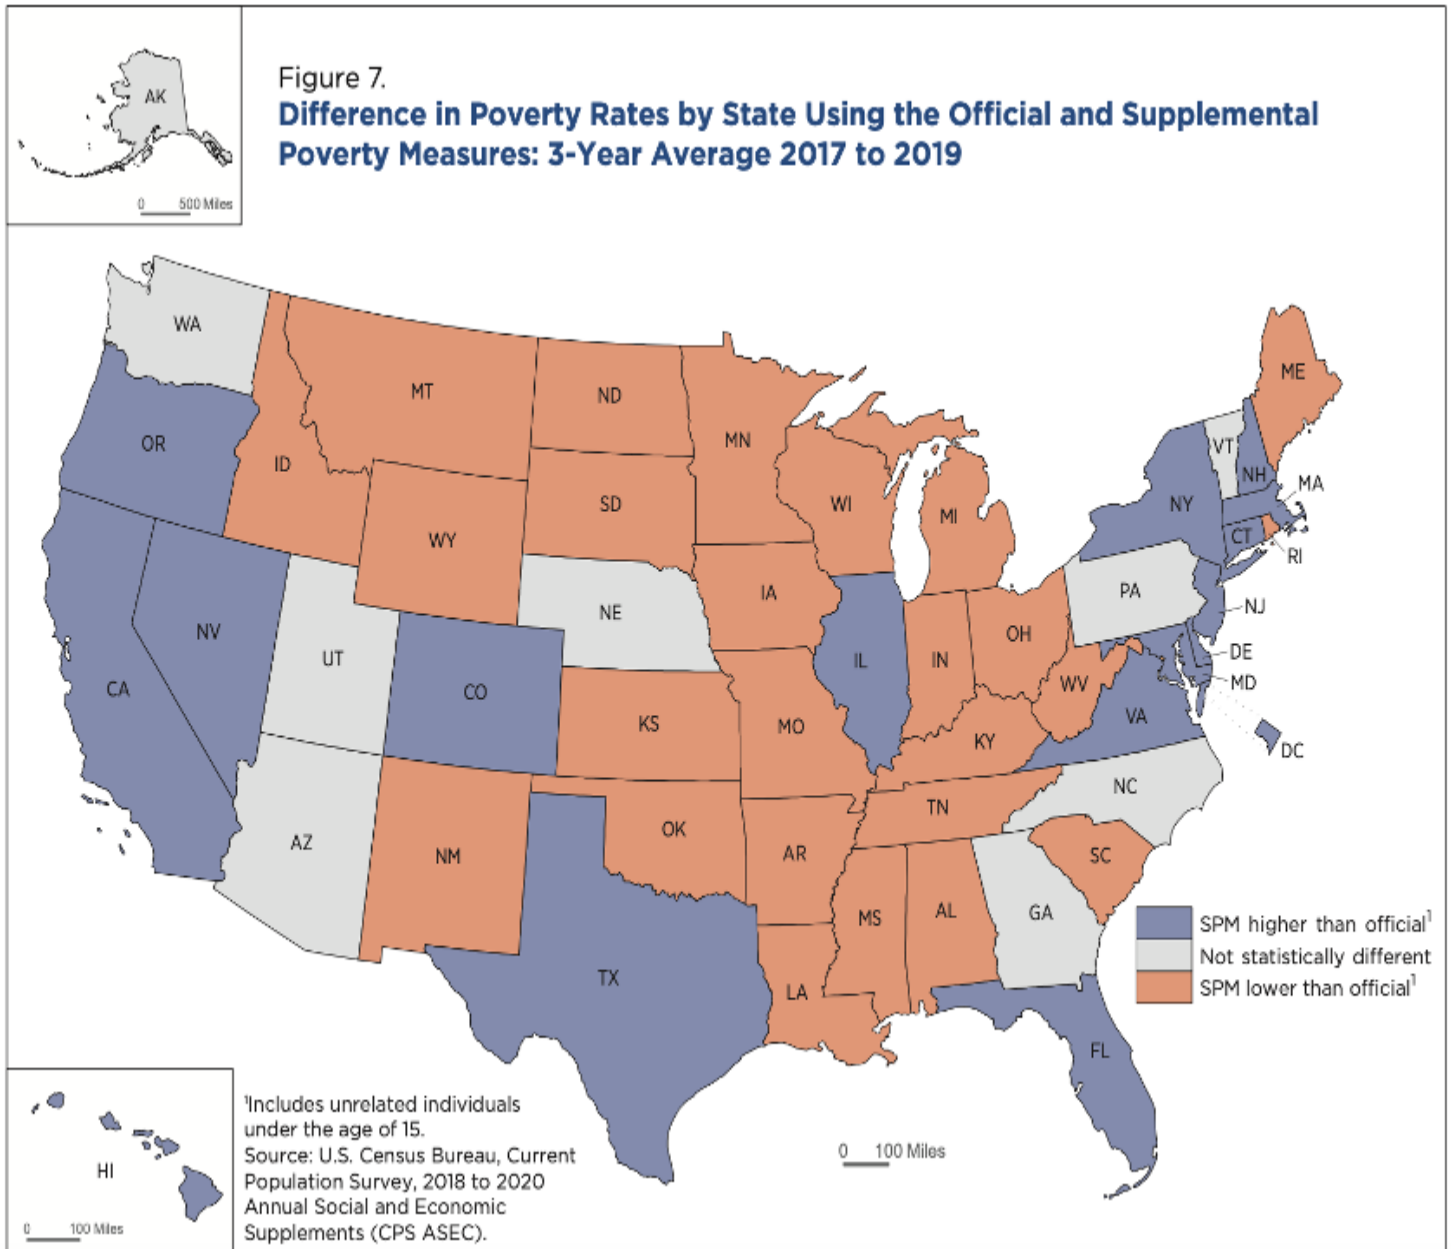 AK
0 500 Miles
Figure 7.
Difference in Poverty Rates by State Using the Official and Supplemental
Poverty Measures: 3-Year Average 2017 to 2019
WA
MT
ND
MN
ME
OR
ID
SD
WI
MI
VT
NH
MA
NY
WY
CT
RI
IA
NE
PA
NJ
NV
UT
CO
IL
IN
OH
DE
CA
WV
MD
KS
MO
KY
VA
DC
AZ
NM
OK
AR
TN
NC
SC
MS
AL
GA
TX
LA
FL
SPM higher than official¹
Not statistically different
SPM lower than official¹
HI
0 100 Miles
¹Includes unrelated individuals
under the age of 15.
Source: U.S. Census Bureau, Current
Population Survey, 2018 to 2020
Annual Social and Economic
Supplements (CPS ASEC).
0 100 Miles